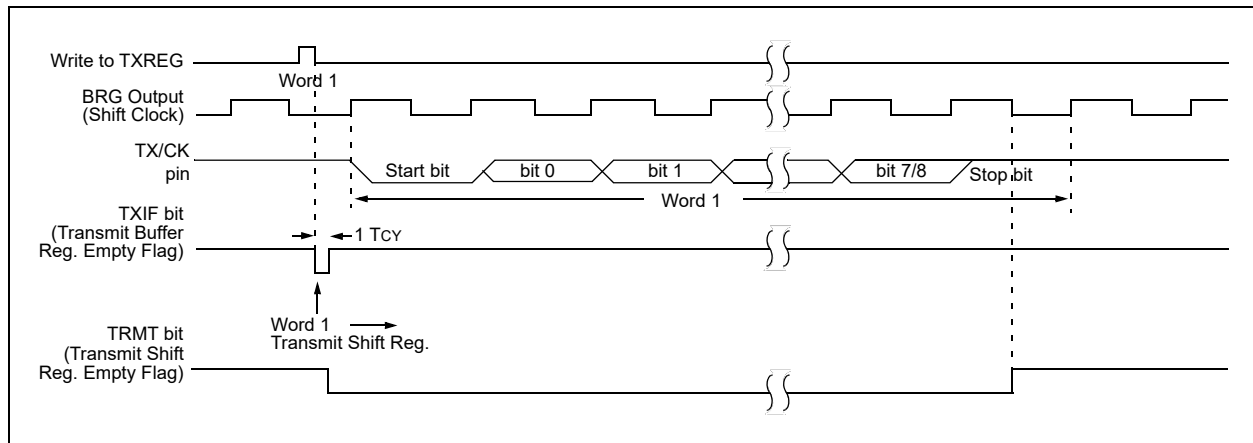 Write to TXREG
Word 1
BRG Output
(Shift Clock)
TX/CK
pin
Start bit
bit 0
bit 1
bit 7/8
Stop bit
Word 1
TXIF bit
(Transmit Buffer
Reg. Empty Flag)
1 TCY
Word 1
Transmit Shift Reg.
TRMT bit
(Transmit Shift
Reg. Empty Flag)